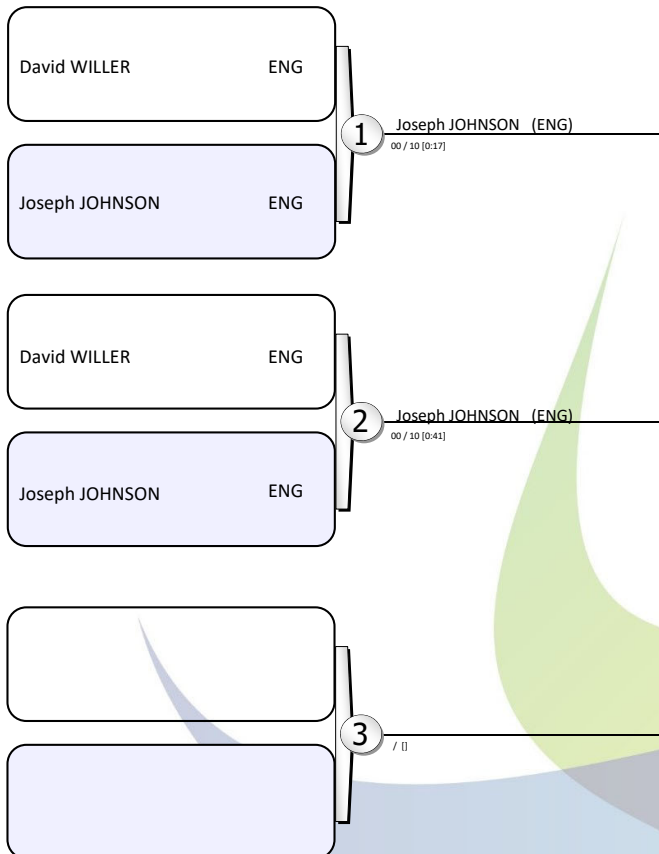 David WILLER ENG
1 Joseph JOHNSON (ENG)
00 / 10 [0:17]
Joseph JOHNSON ENG
David WILLER ENG
2 Joseph JOHNSON (ENG)
00 / 10 [0:41]
Joseph JOHNSON ENG
3
/ []